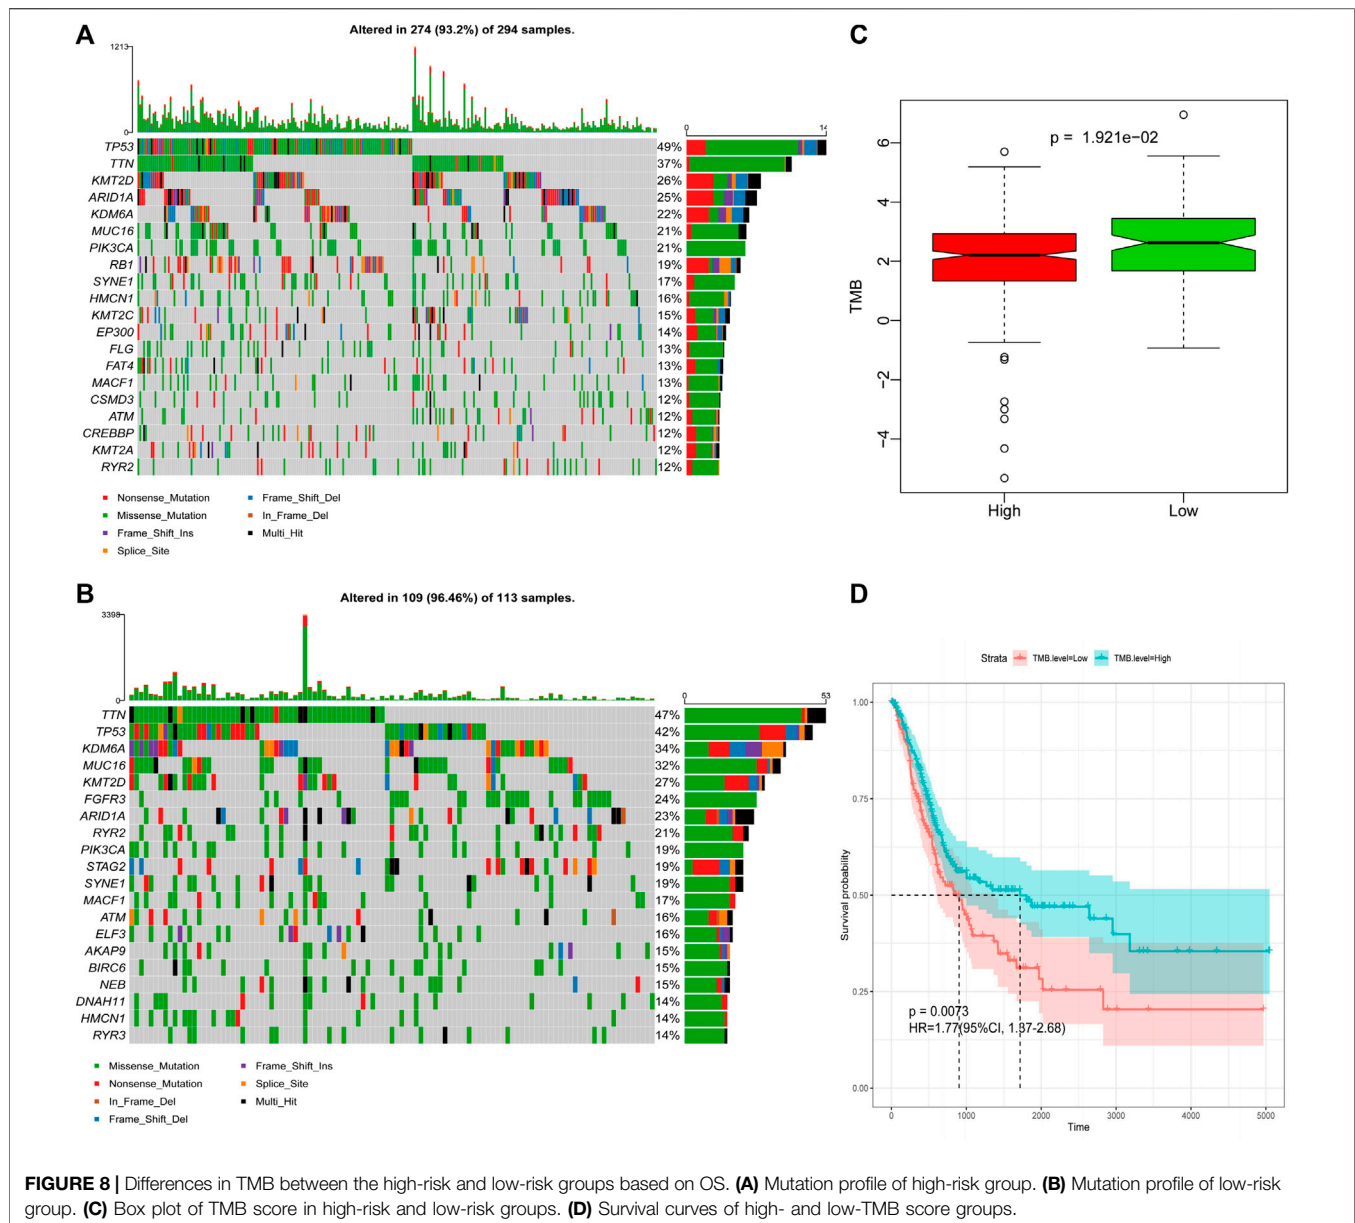 A
Altered in 274 (93.2%) of 294 samples.
1213
0
0
TP53 49%
TTN 37%
KMT2D 26%
ARID1A 25%
KDM6A 22%
MUC16 21%
PIK3CA 21%
RB1 19%
SYNE1 17%
HMCN1 16%
KMT2C 15%
EP300 14%
FLG 13%
FAT4 13%
MACF1 13%
CSMD3 12%
ATM 12%
CREBBP 12%
KMT2A 12%
RYR2 12%
Nonsense_Mutation
Missense_Mutation
Frame_Shift_Ins
Splice_Site
Frame_Shift_Del
In_Frame_Del
Multi_Hit
C
p = 1.921e-02
TMB
6
4
2
0
−2
−4
High
Low
B
Altered in 109 (96.46%) of 113 samples.
3398
0
0
53
TTN 47%
TP53 42%
KDM6A 34%
MUC16 32%
KMT2D 27%
FGFR3 24%
ARID1A 23%
RYR2 21%
PIK3CA 19%
STAG2 19%
SYNE1 19%
MACF1 17%
ATM 16%
ELF3 16%
AKAP9 15%
BIRC6 15%
NEB 15%
DNAH11 14%
HMCN1 14%
RYR3 14%
Missense_Mutation
Nonsense_Mutation
In_Frame_Del
Frame_Shift_Del
Frame_Shift_Ins
Splice_Site
Multi_Hit
D
Strata TMB.level=Low TMB.level=High
Survival probability
1.00
0.75
0.50
0.25
0.00
p = 0.0073
HR=1.77(95%CI, 1.37-2.68)
0 1000 2000 3000 4000 5000
Time
FIGURE 8 | Differences in TMB between the high-risk and low-risk groups based on OS. (A) Mutation profile of high-risk group. (B) Mutation profile of low-risk
group. (C) Box plot of TMB score in high-risk and low-risk groups. (D) Survival curves of high- and low-TMB score groups.